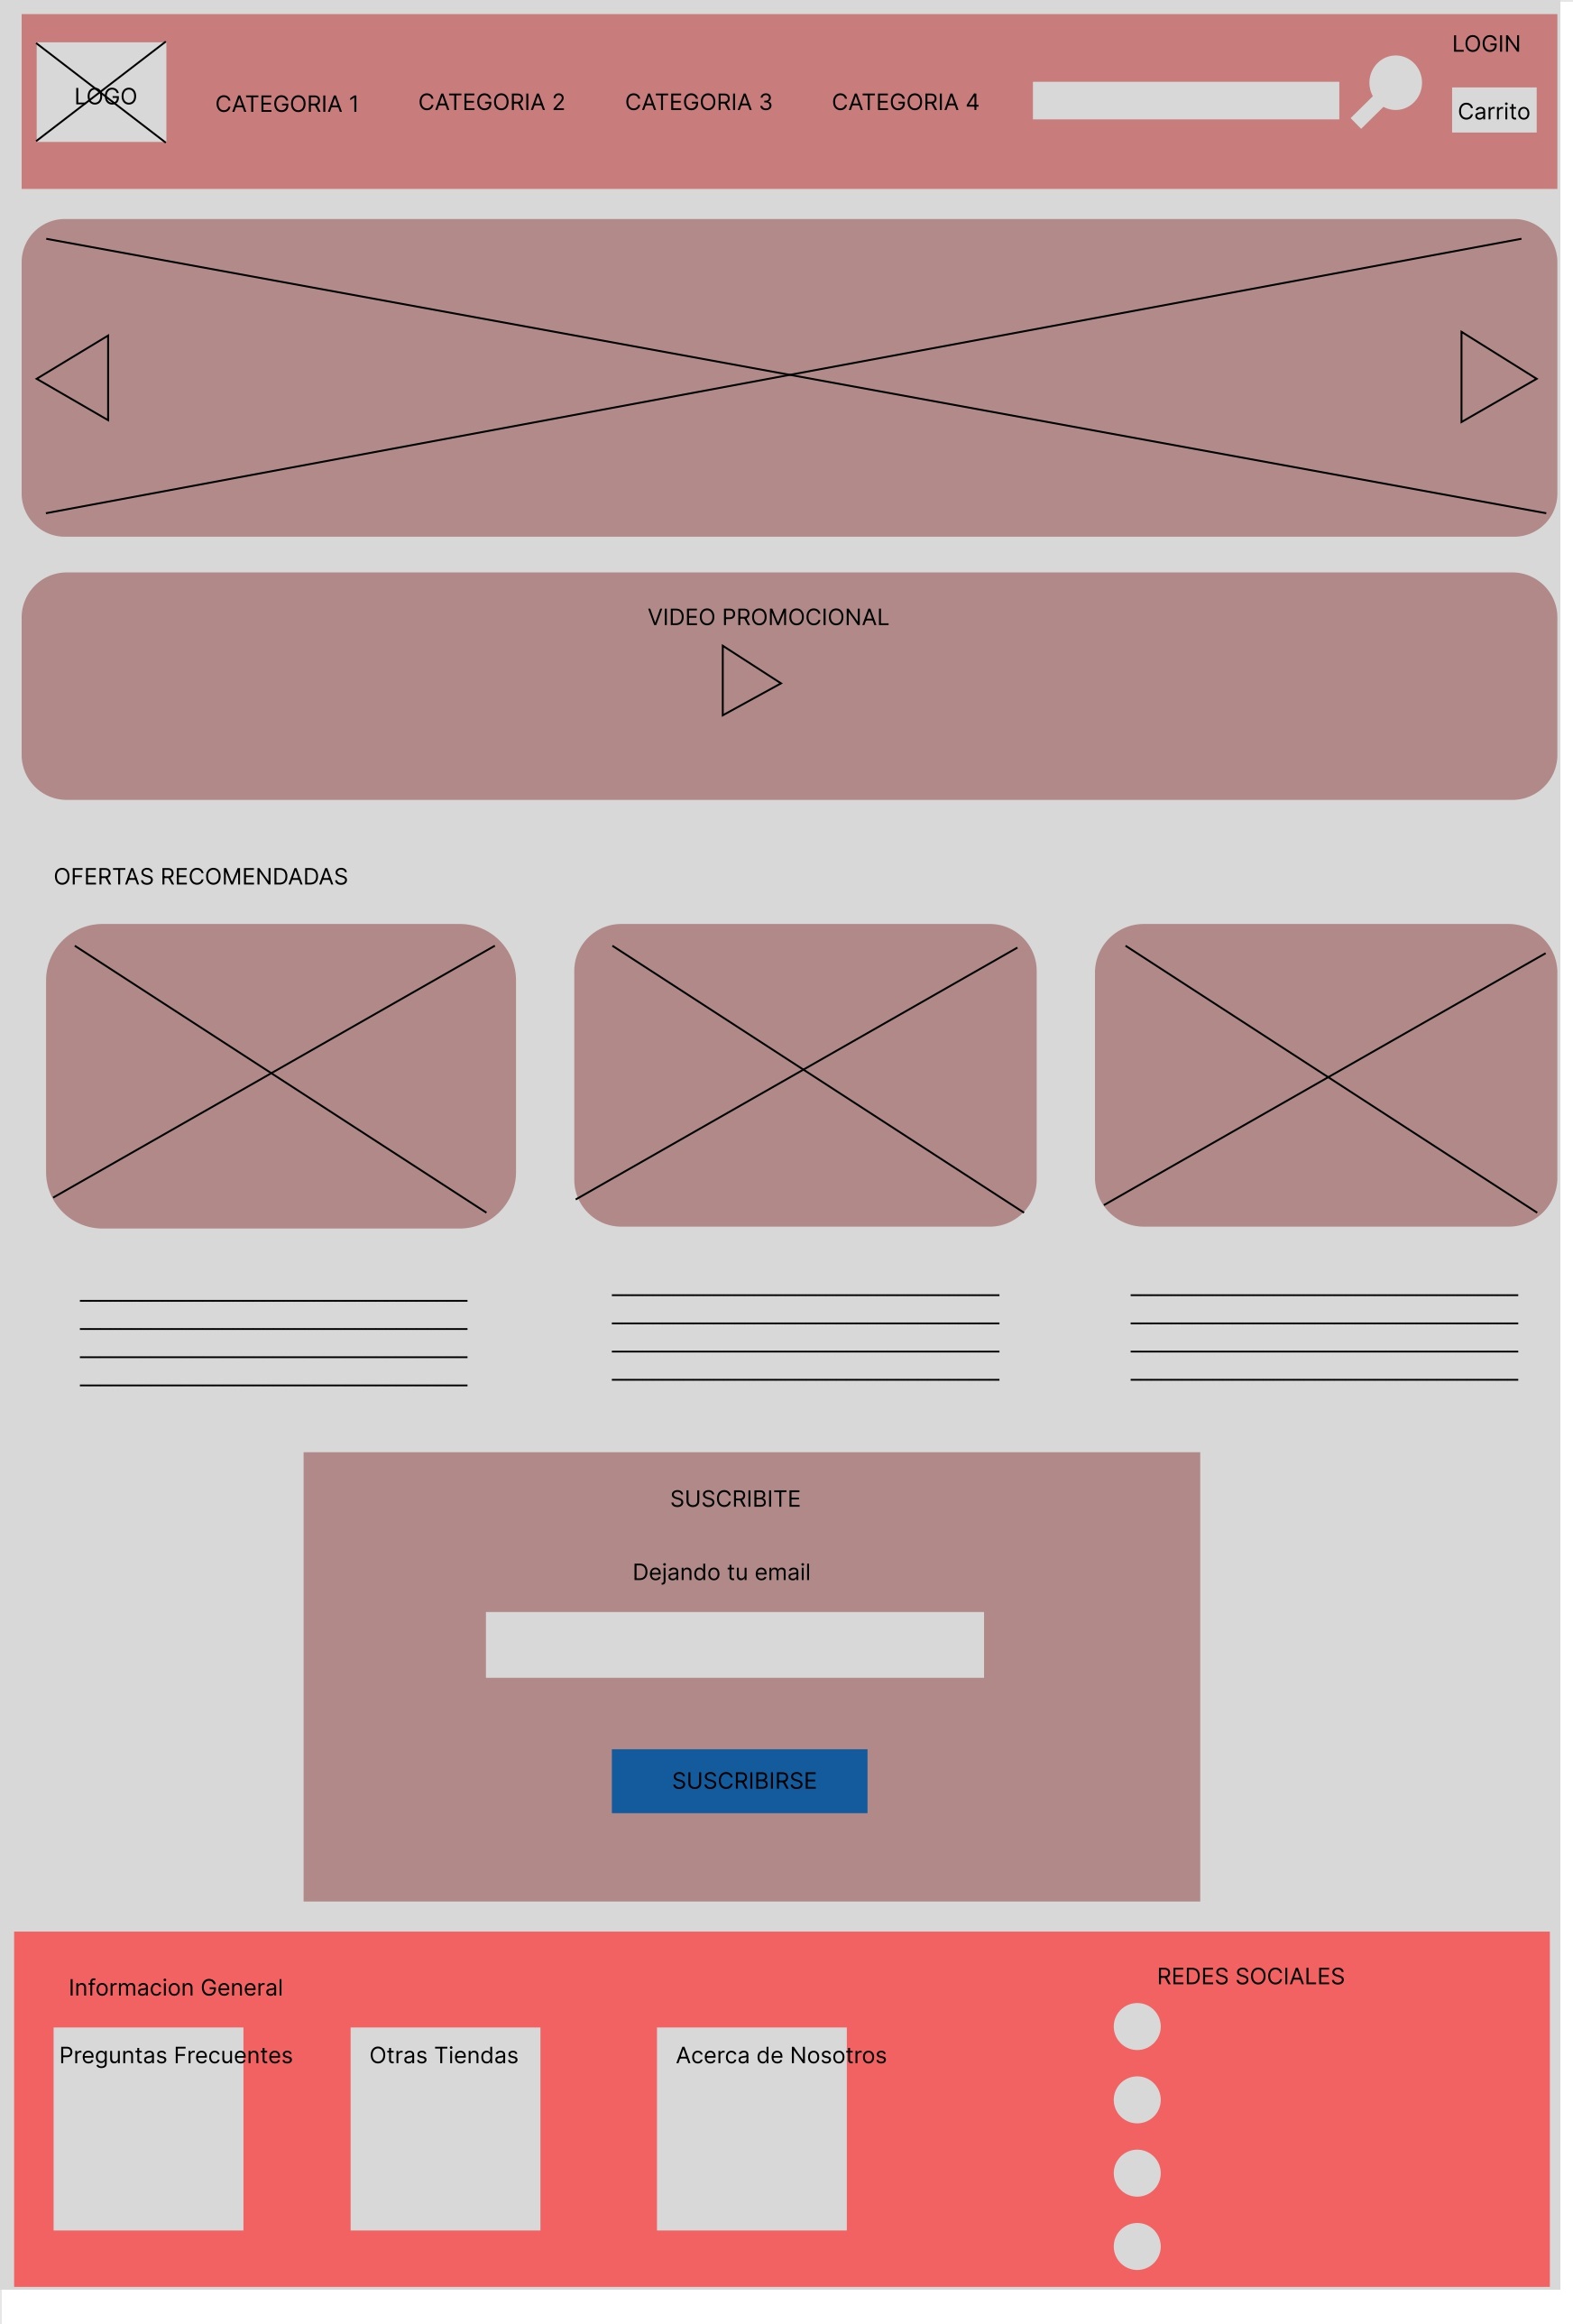 LOGO
CATEGORIA 1
CATEGORIA 2
CATEGORIA 3
CATEGORIA 4
LOGIN
Carrito
VIDEO PROMOCIONAL
OFERTAS RECOMENDADAS
SUSCRIBITE
Dejando tu email
SUSCRIBIRSE
Informacion General
Preguntas Frecuentes
Otras Tiendas
Acerca de Nosotros
REDES SOCIALES